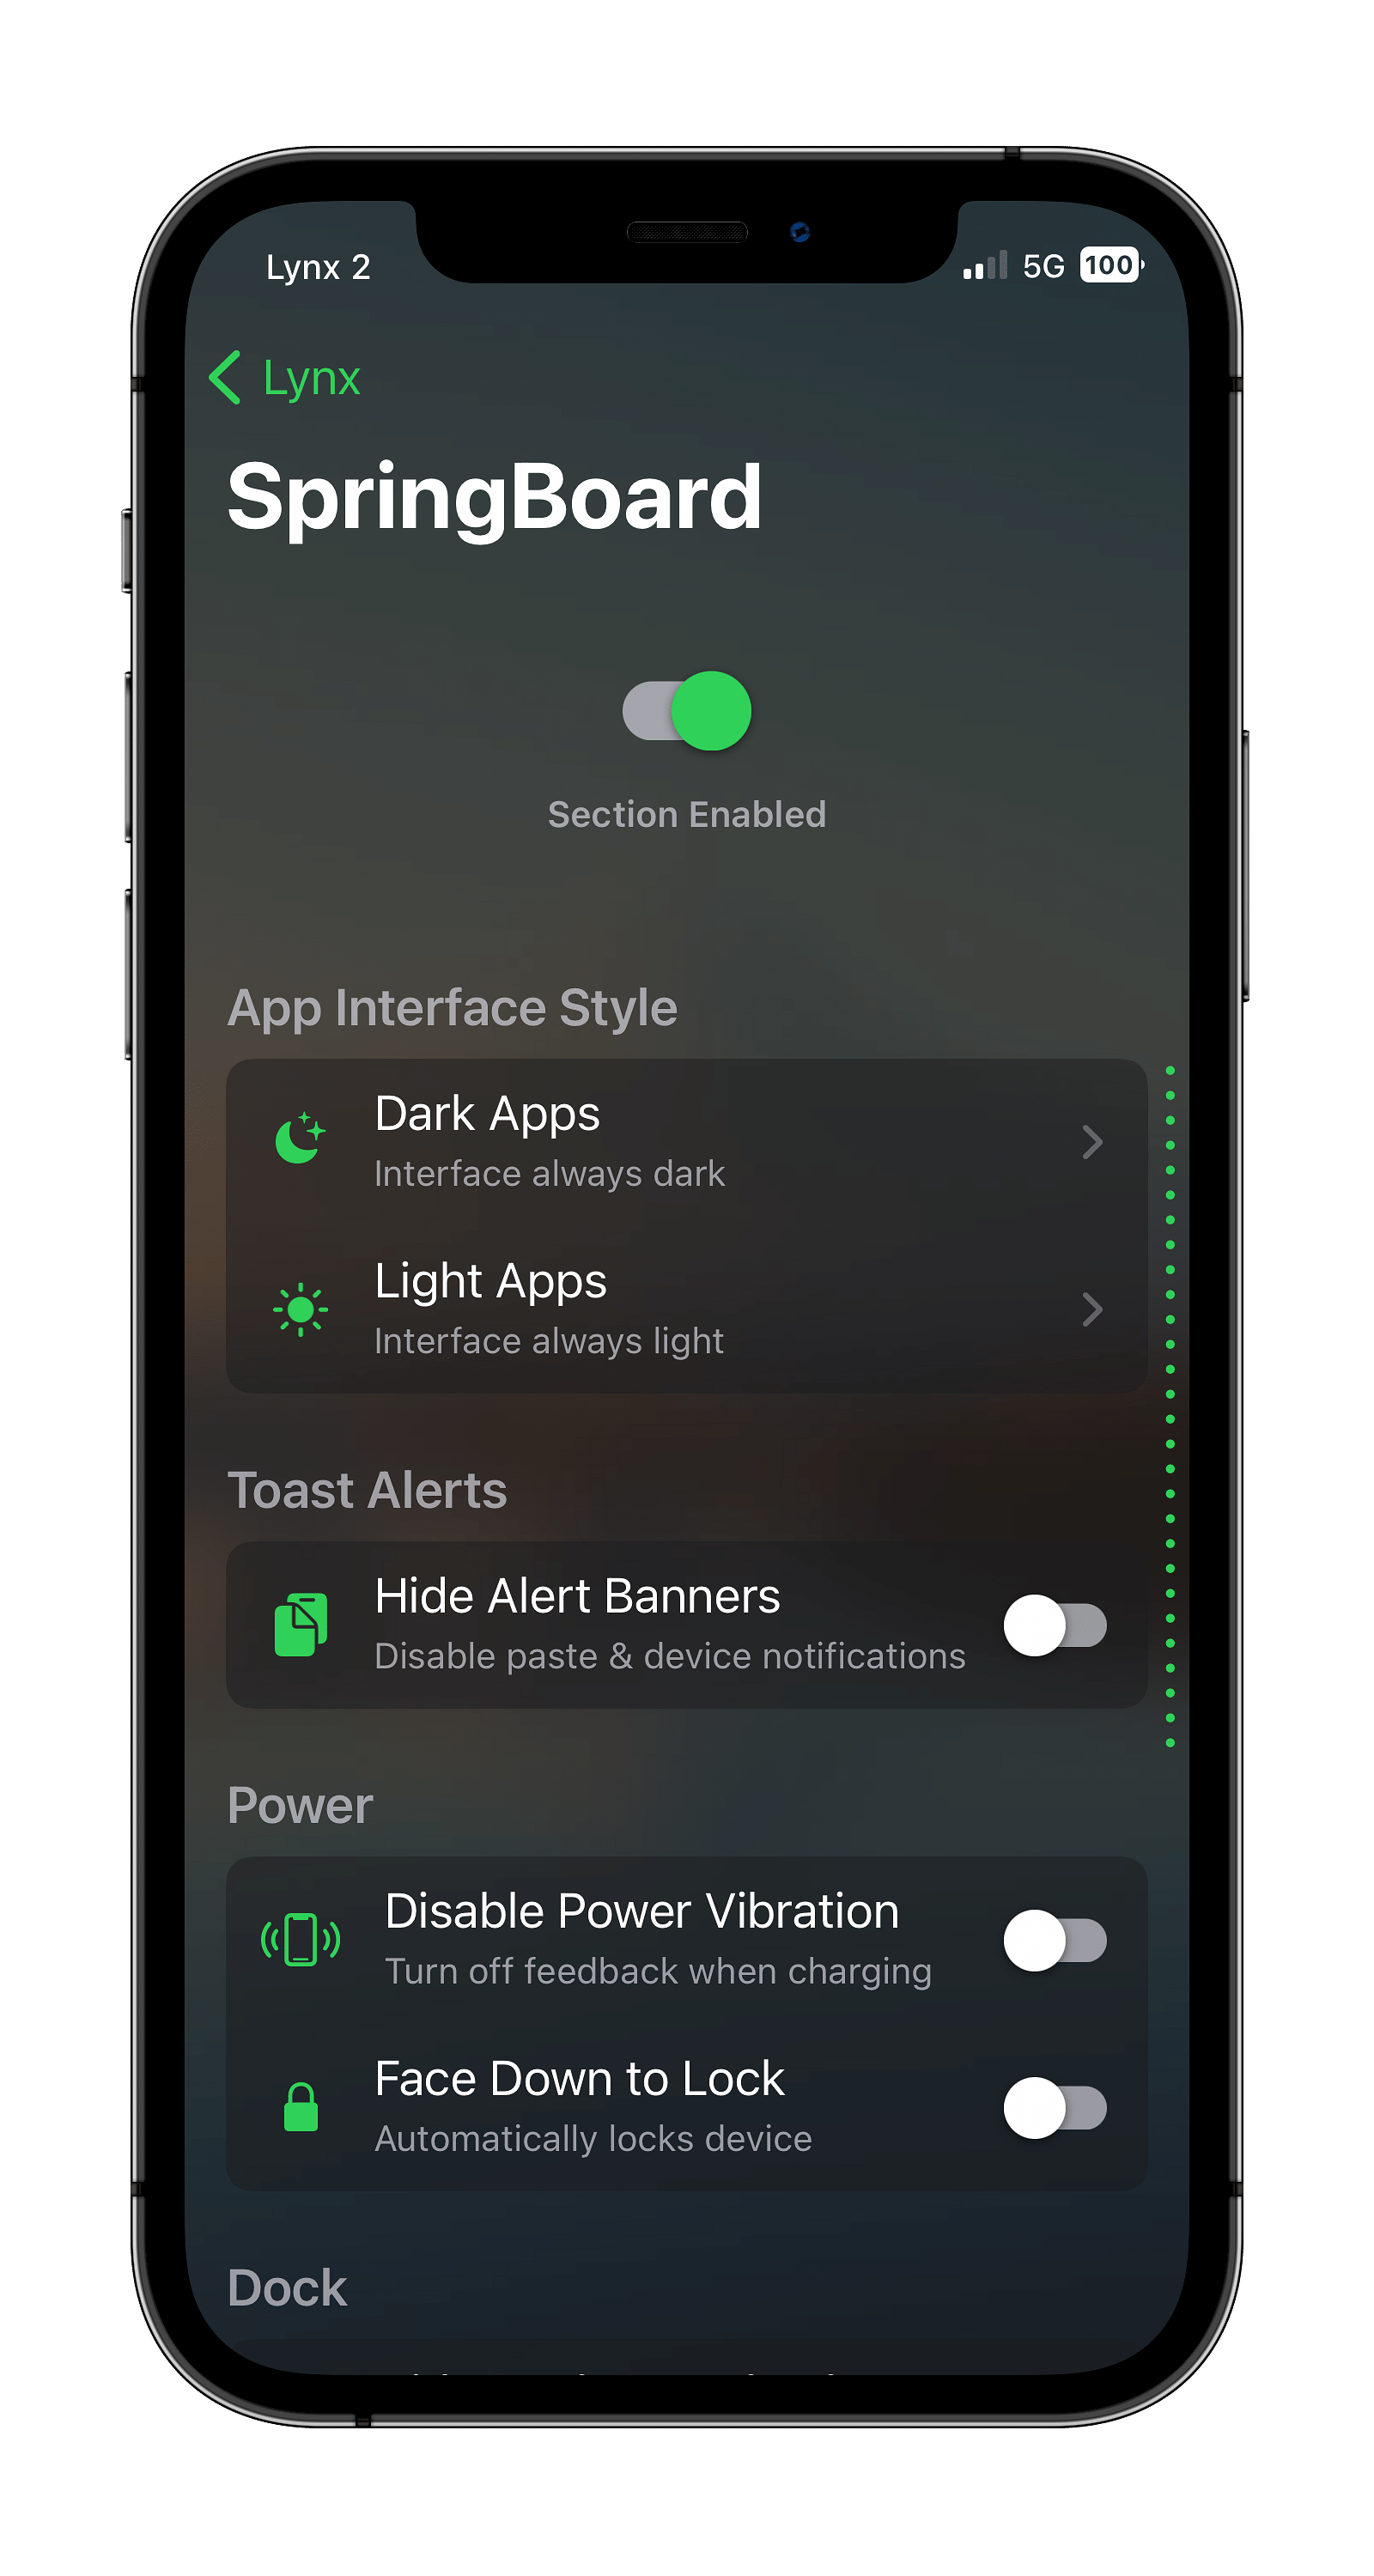 Lynx 2
5G 100
Lynx
SpringBoard
Section Enabled
App Interface Style
Dark Apps
Interface always dark
Light Apps
Interface always light
Toast Alerts
Hide Alert Banners
Disable paste & device notifications
Power
Disable Power Vibration
Turn off feedback when charging
Face Down to Lock
Automatically locks device
Dock